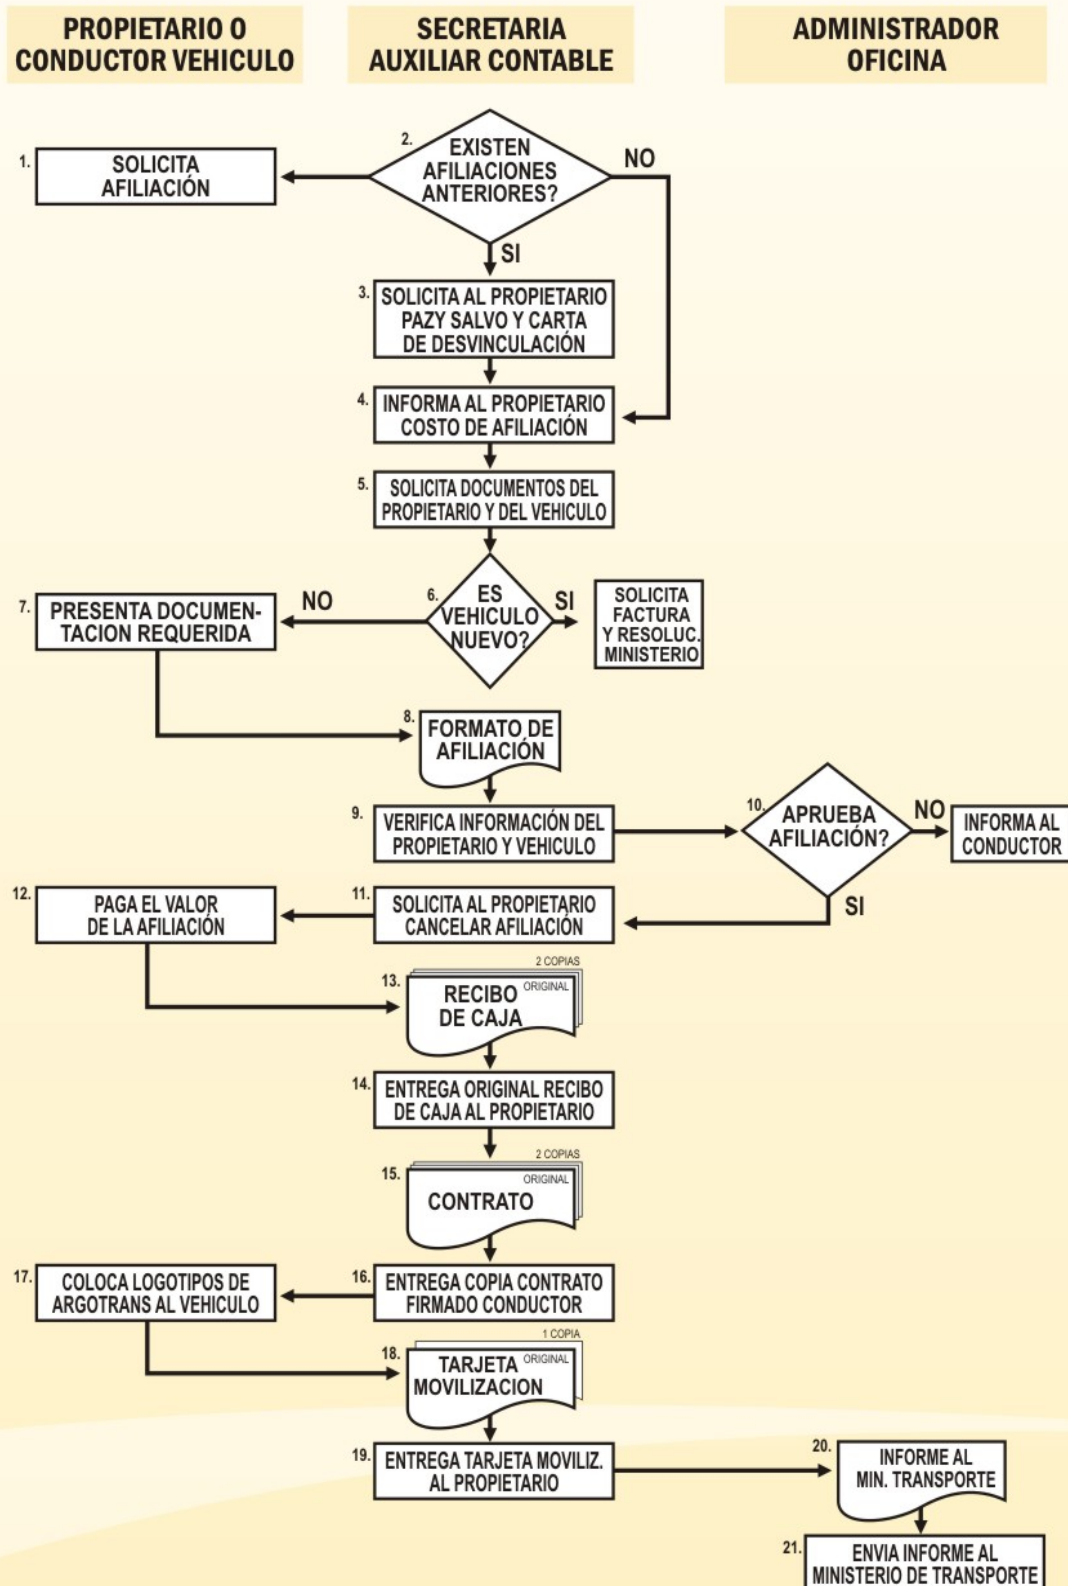 PROPIETARIO O
CONDUCTOR VEHICULO
SECRETARIA
AUXILIAR CONTABLE
ADMINISTRADOR
OFICINA
1.
SOLICITA
AFILIACIÓN
2.
EXISTEN
AFILIACIONES
ANTERIORES?
NO
SI
3.
SOLICITA AL PROPIETARIO
PAZY SALVO Y CARTA
DE DESVINCULACIÓN
4.
INFORMA AL PROPIETARIO
COSTO DE AFILIACIÓN
5.
SOLICITA DOCUMENTOS DEL
PROPIETARIO Y DEL VEHICULO
6.
ES
VEHICULO
NUEVO?
NO
SI
SOLICITA
FACTURA
Y RESOLUC.
MINISTERIO
7.
PRESENTA DOCUMEN-
TACION REQUERIDA
8.
FORMATO DE
AFILIACIÓN
9.
VERIFICA INFORMACIÓN DEL
PROPIETARIO Y VEHICULO
10.
APRUEBA
AFILIACIÓN?
NO
INFORMA AL
CONDUCTOR
SI
11.
SOLICITA AL PROPIETARIO
CANCELAR AFILIACIÓN
12.
PAGA EL VALOR
DE LA AFILIACIÓN
2 COPIAS
ORIGINAL
13.
RECIBO
DE CAJA
14.
ENTREGA ORIGINAL RECIBO
DE CAJA AL PROPIETARIO
2 COPIAS
ORIGINAL
15.
CONTRATO
16.
ENTREGA COPIA CONTRATO
FIRMADO CONDUCTOR
17.
COLOCA LOGOTIPOS DE
ARGOTRANS AL VEHICULO
1 COPIA
ORIGINAL
18.
TARJETA
MOVILIZACION
19.
ENTREGA TARJETA MOVILIZ.
AL PROPIETARIO
20.
INFORME AL
MIN. TRANSPORTE
21.
ENVIA INFORME AL
MINISTERIO DE TRANSPORTE